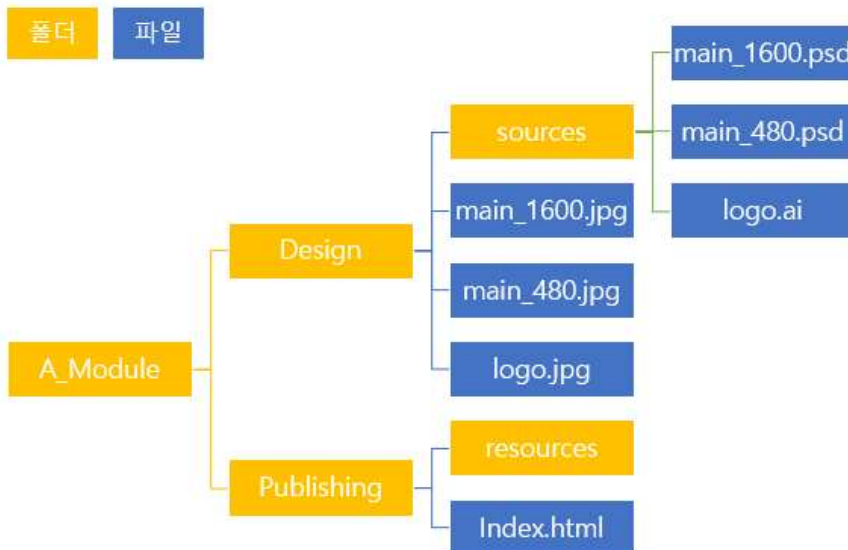 폴더
파일
main_1600.psd
sources
main_480.psd
main_1600.jpg
logo.ai
Design
main_480.jpg
A_Module
logo.jpg
resources
Publishing
Index.html